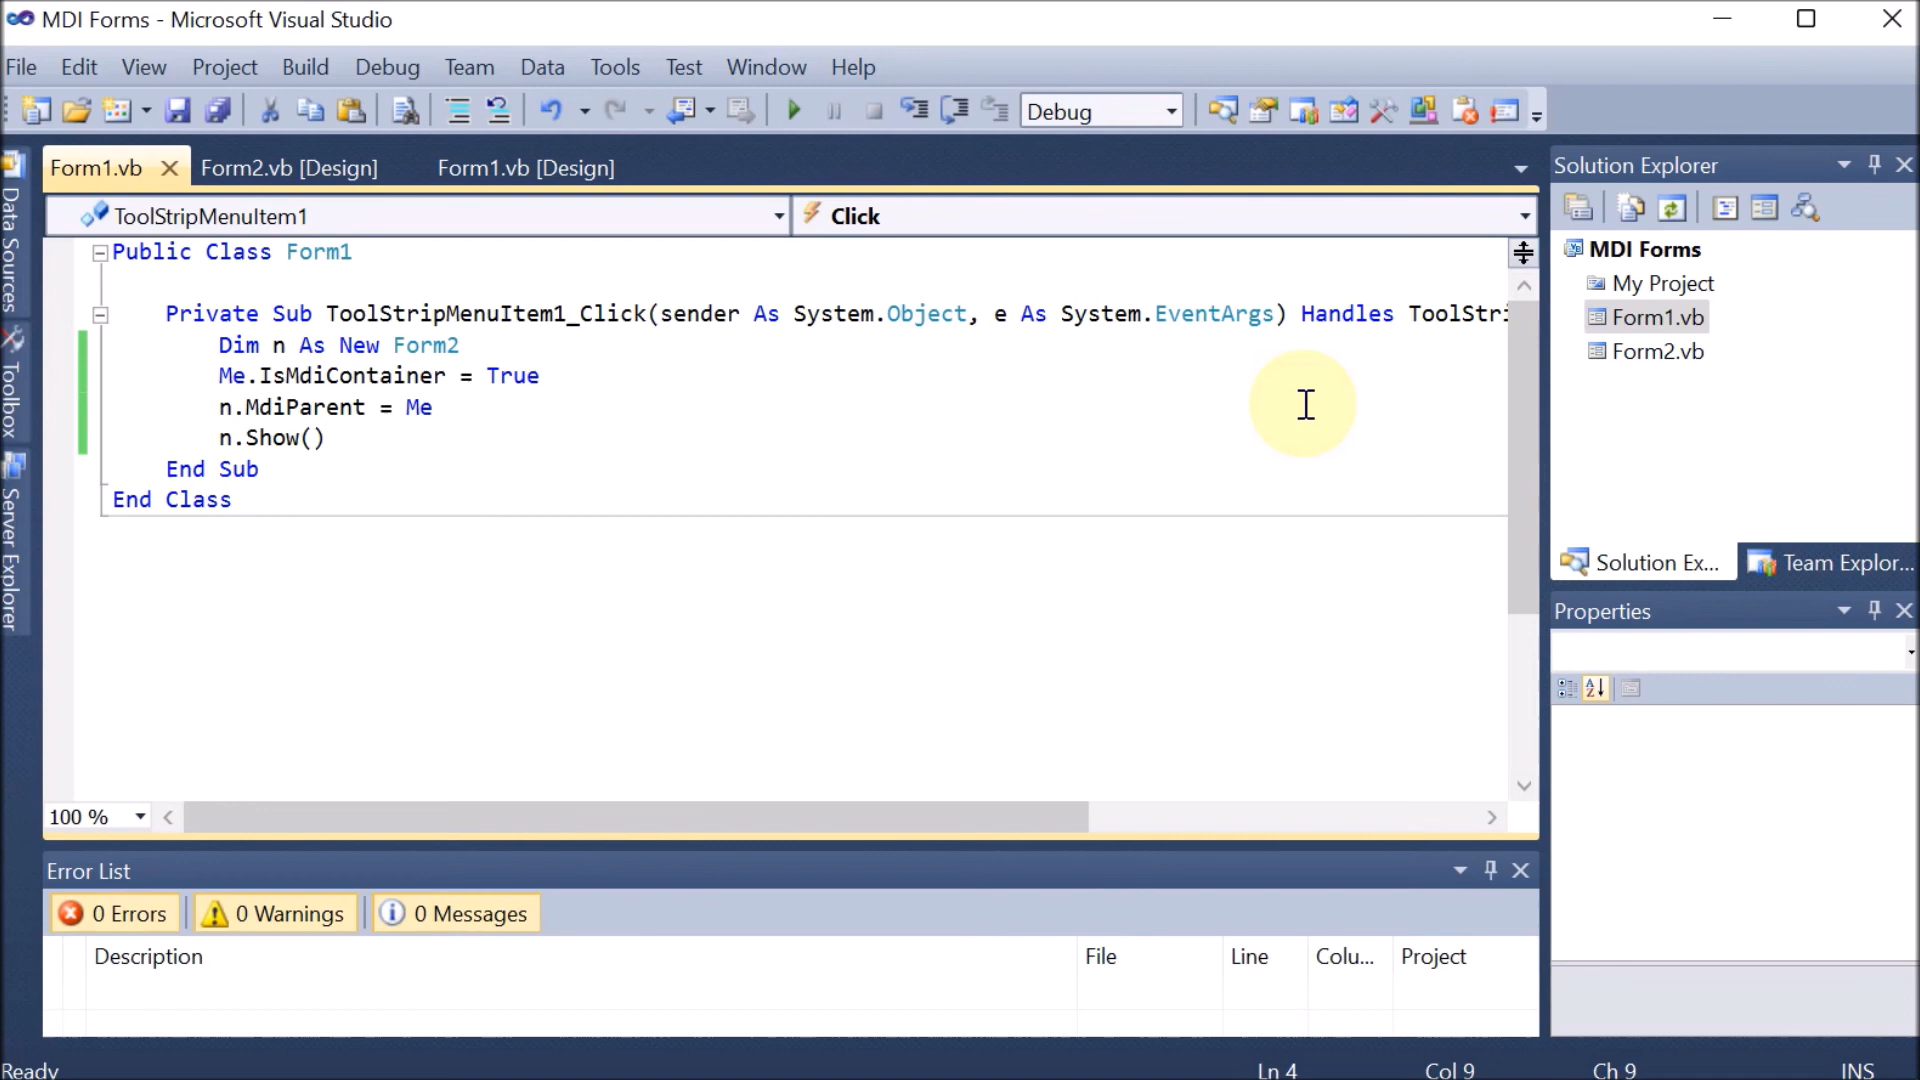 MDI Forms - Microsoft Visual Studio
File Edit View Project Build Debug Team Data Tools Test Window Help
Debug
Form1.vb Form2.vb [Design] Form1.vb [Design]
ToolStripMenuItem1 Click
Public Class Form1
Private Sub ToolStripMenuItem1_Click(sender As System.Object, e As System.EventArgs) Handles ToolStri
Dim n As New Form2
Me.IsMdiContainer = True
n.MdiParent = Me
n.Show()
End Sub
End Class
100 %
Data Sources
Toolbox
Server Explorer
Error List
0 Errors 0 Warnings 0 Messages
Description File Line Colu... Project
Solution Explorer
MDI Forms
My Project
Form1.vb
Form2.vb
Solution Ex... Team Explor...
Properties
Ready Ln 4 Col 9 Ch 9 INS